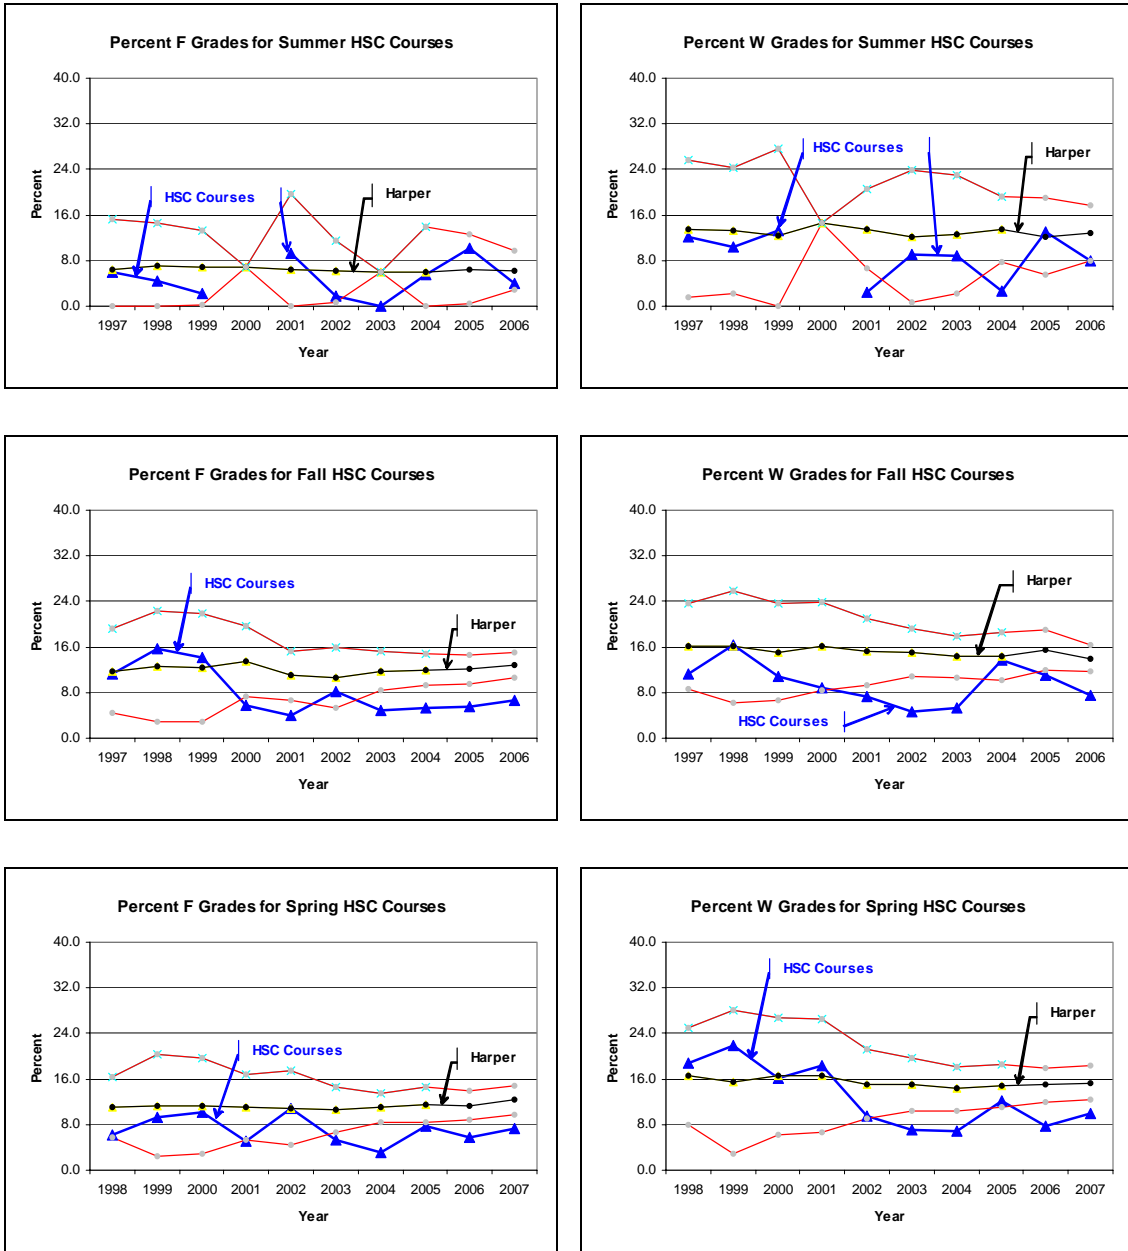 Percent F Grades for Summer HSC Courses
40.0
32.0
24.0
16.0
8.0
0.0
Percent
HSC Courses
Harper
1997 1998 1999 2000 2001 2002 2003 2004 2005 2006
Year
Percent W Grades for Summer HSC Courses
40.0
32.0
24.0
16.0
8.0
0.0
Percent
HSC Courses
Harper
1997 1998 1999 2000 2001 2002 2003 2004 2005 2006
Year
Percent F Grades for Fall HSC Courses
40.0
32.0
24.0
16.0
8.0
0.0
Percent
HSC Courses
Harper
1997 1998 1999 2000 2001 2002 2003 2004 2005 2006
Year
Percent W Grades for Fall HSC Courses
40.0
32.0
24.0
16.0
8.0
0.0
Percent
Harper
HSC Courses
1997 1998 1999 2000 2001 2002 2003 2004 2005 2006
Year
Percent F Grades for Spring HSC Courses
40.0
32.0
24.0
16.0
8.0
0.0
Percent
HSC Courses
Harper
1998 1999 2000 2001 2002 2003 2004 2005 2006 2007
Year
Percent W Grades for Spring HSC Courses
40.0
32.0
24.0
16.0
8.0
0.0
Percent
HSC Courses
Harper
1998 1999 2000 2001 2002 2003 2004 2005 2006 2007
Year